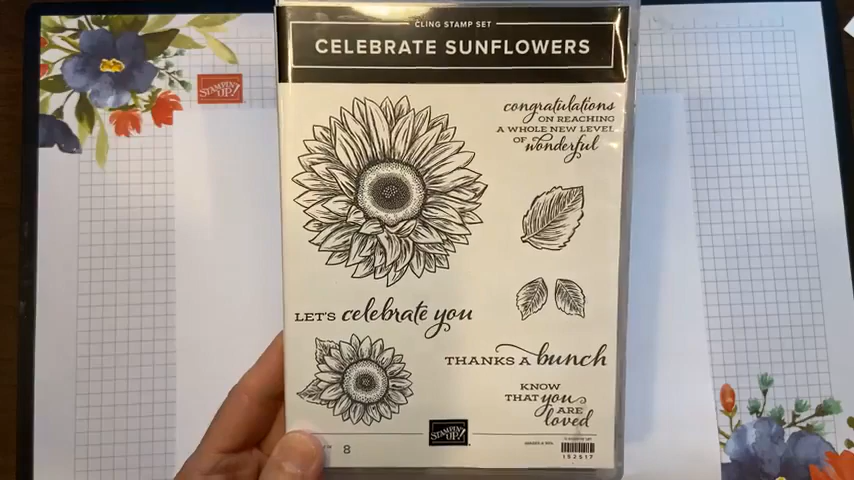 CLING STAMP SET
CELEBRATE SUNFLOWERS
STAMPIN' UP!
congratulations
ON REACHING
A WHOLE NEW LEVEL
OF wonderful
LET'S celebrate you
THANKS A bunch
KNOW
THAT you
ARE
loved
STAMPIN' UP!
8
152517